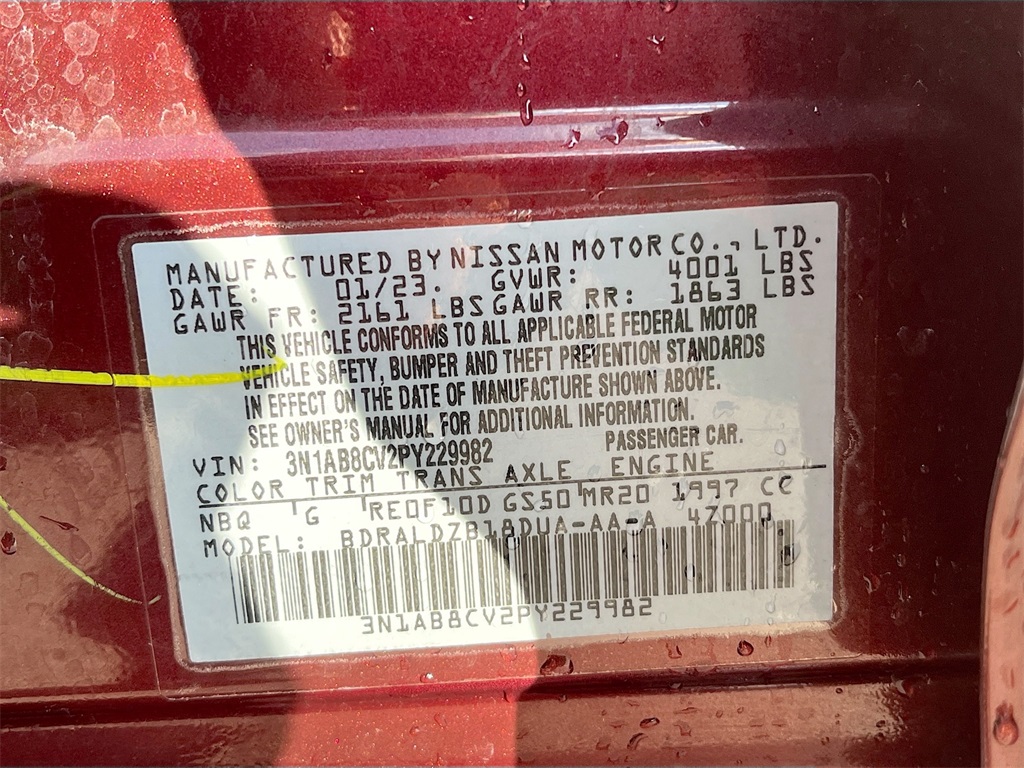 MANUFACTURED BY NISSAN MOTOR CO., LTD.
DATE: 01/23. GVWR: 4001 LBS
GAWR FR: 2161 LBS GAWR RR: 1863 LBS
THIS VEHICLE CONFORMS TO ALL APPLICABLE FEDERAL MOTOR
VEHICLE SAFETY, BUMPER AND THEFT PREVENTION STANDARDS
IN EFFECT ON THE DATE OF MANUFACTURE SHOWN ABOVE.
SEE OWNER'S MANUAL FOR ADDITIONAL INFORMATION.
VIN: 3N1AB8CV2PY229982 PASSENGER CAR.
COLOR TRIM TRANS AXLE ENGINE
NBQ G RE0F10D GS50 MR20 1997 CC
MODEL: BDRALDZB18DUA-AA-A 4Z000
3N1AB8CV2PY229982